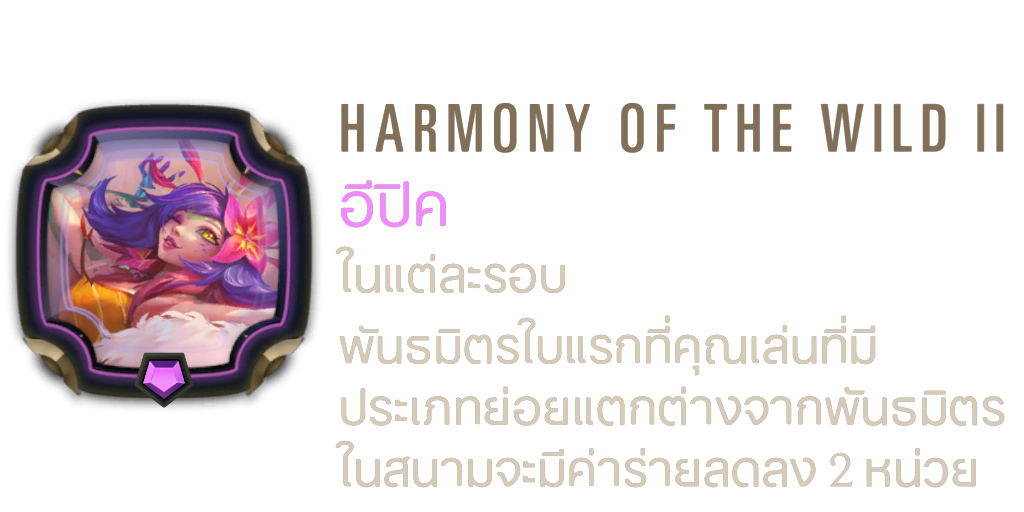 HARMONY OF THE WILD II
อีปิค
ในแต่ละรอบ
พันธมิตรใบแรกที่คุณเล่นที่มี
ประเภทย่อยแตกต่างจากพันธมิตร
ในสนามจะมีค่าร่ายลดลง 2 หน่วย